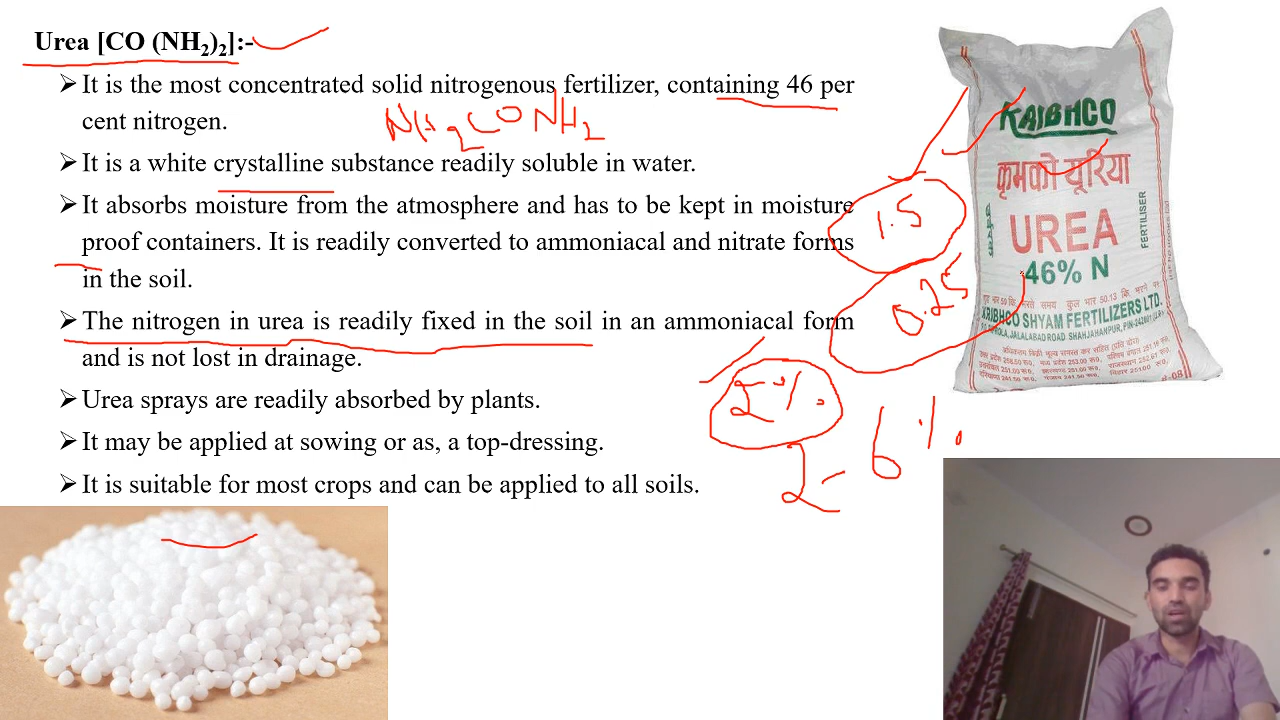 Urea [CO (NH₂)₂]:-
➢ It is the most concentrated solid nitrogenous fertilizer, containing 46 per
cent nitrogen.
NH₂CONH₂
➢ It is a white crystalline substance readily soluble in water.
➢ It absorbs moisture from the atmosphere and has to be kept in moisture
proof containers. It is readily converted to ammoniacal and nitrate forms
in the soil.
➢ The nitrogen in urea is readily fixed in the soil in an ammoniacal form
and is not lost in drainage.
➢ Urea sprays are readily absorbed by plants.
➢ It may be applied at sowing or as, a top-dressing.
➢ It is suitable for most crops and can be applied to all soils.
1.5
0.25
2%.
2-6%
KRIBHCO
कृभको यूरिया
UREA
FERTILISER
46% N
KRIBHCO SHYAM FERTILIZERS LTD.